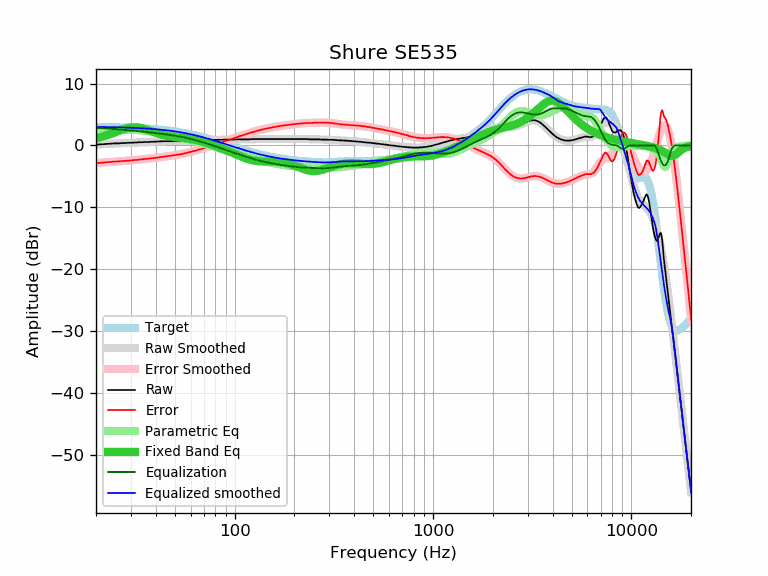 Shure SE535
Amplitude (dBr)
10
0
−10
−20
−30
−40
−50
Target
Raw Smoothed
Error Smoothed
Raw
Error
Parametric Eq
Fixed Band Eq
Equalization
Equalized smoothed
100 1000 10000
Frequency (Hz)